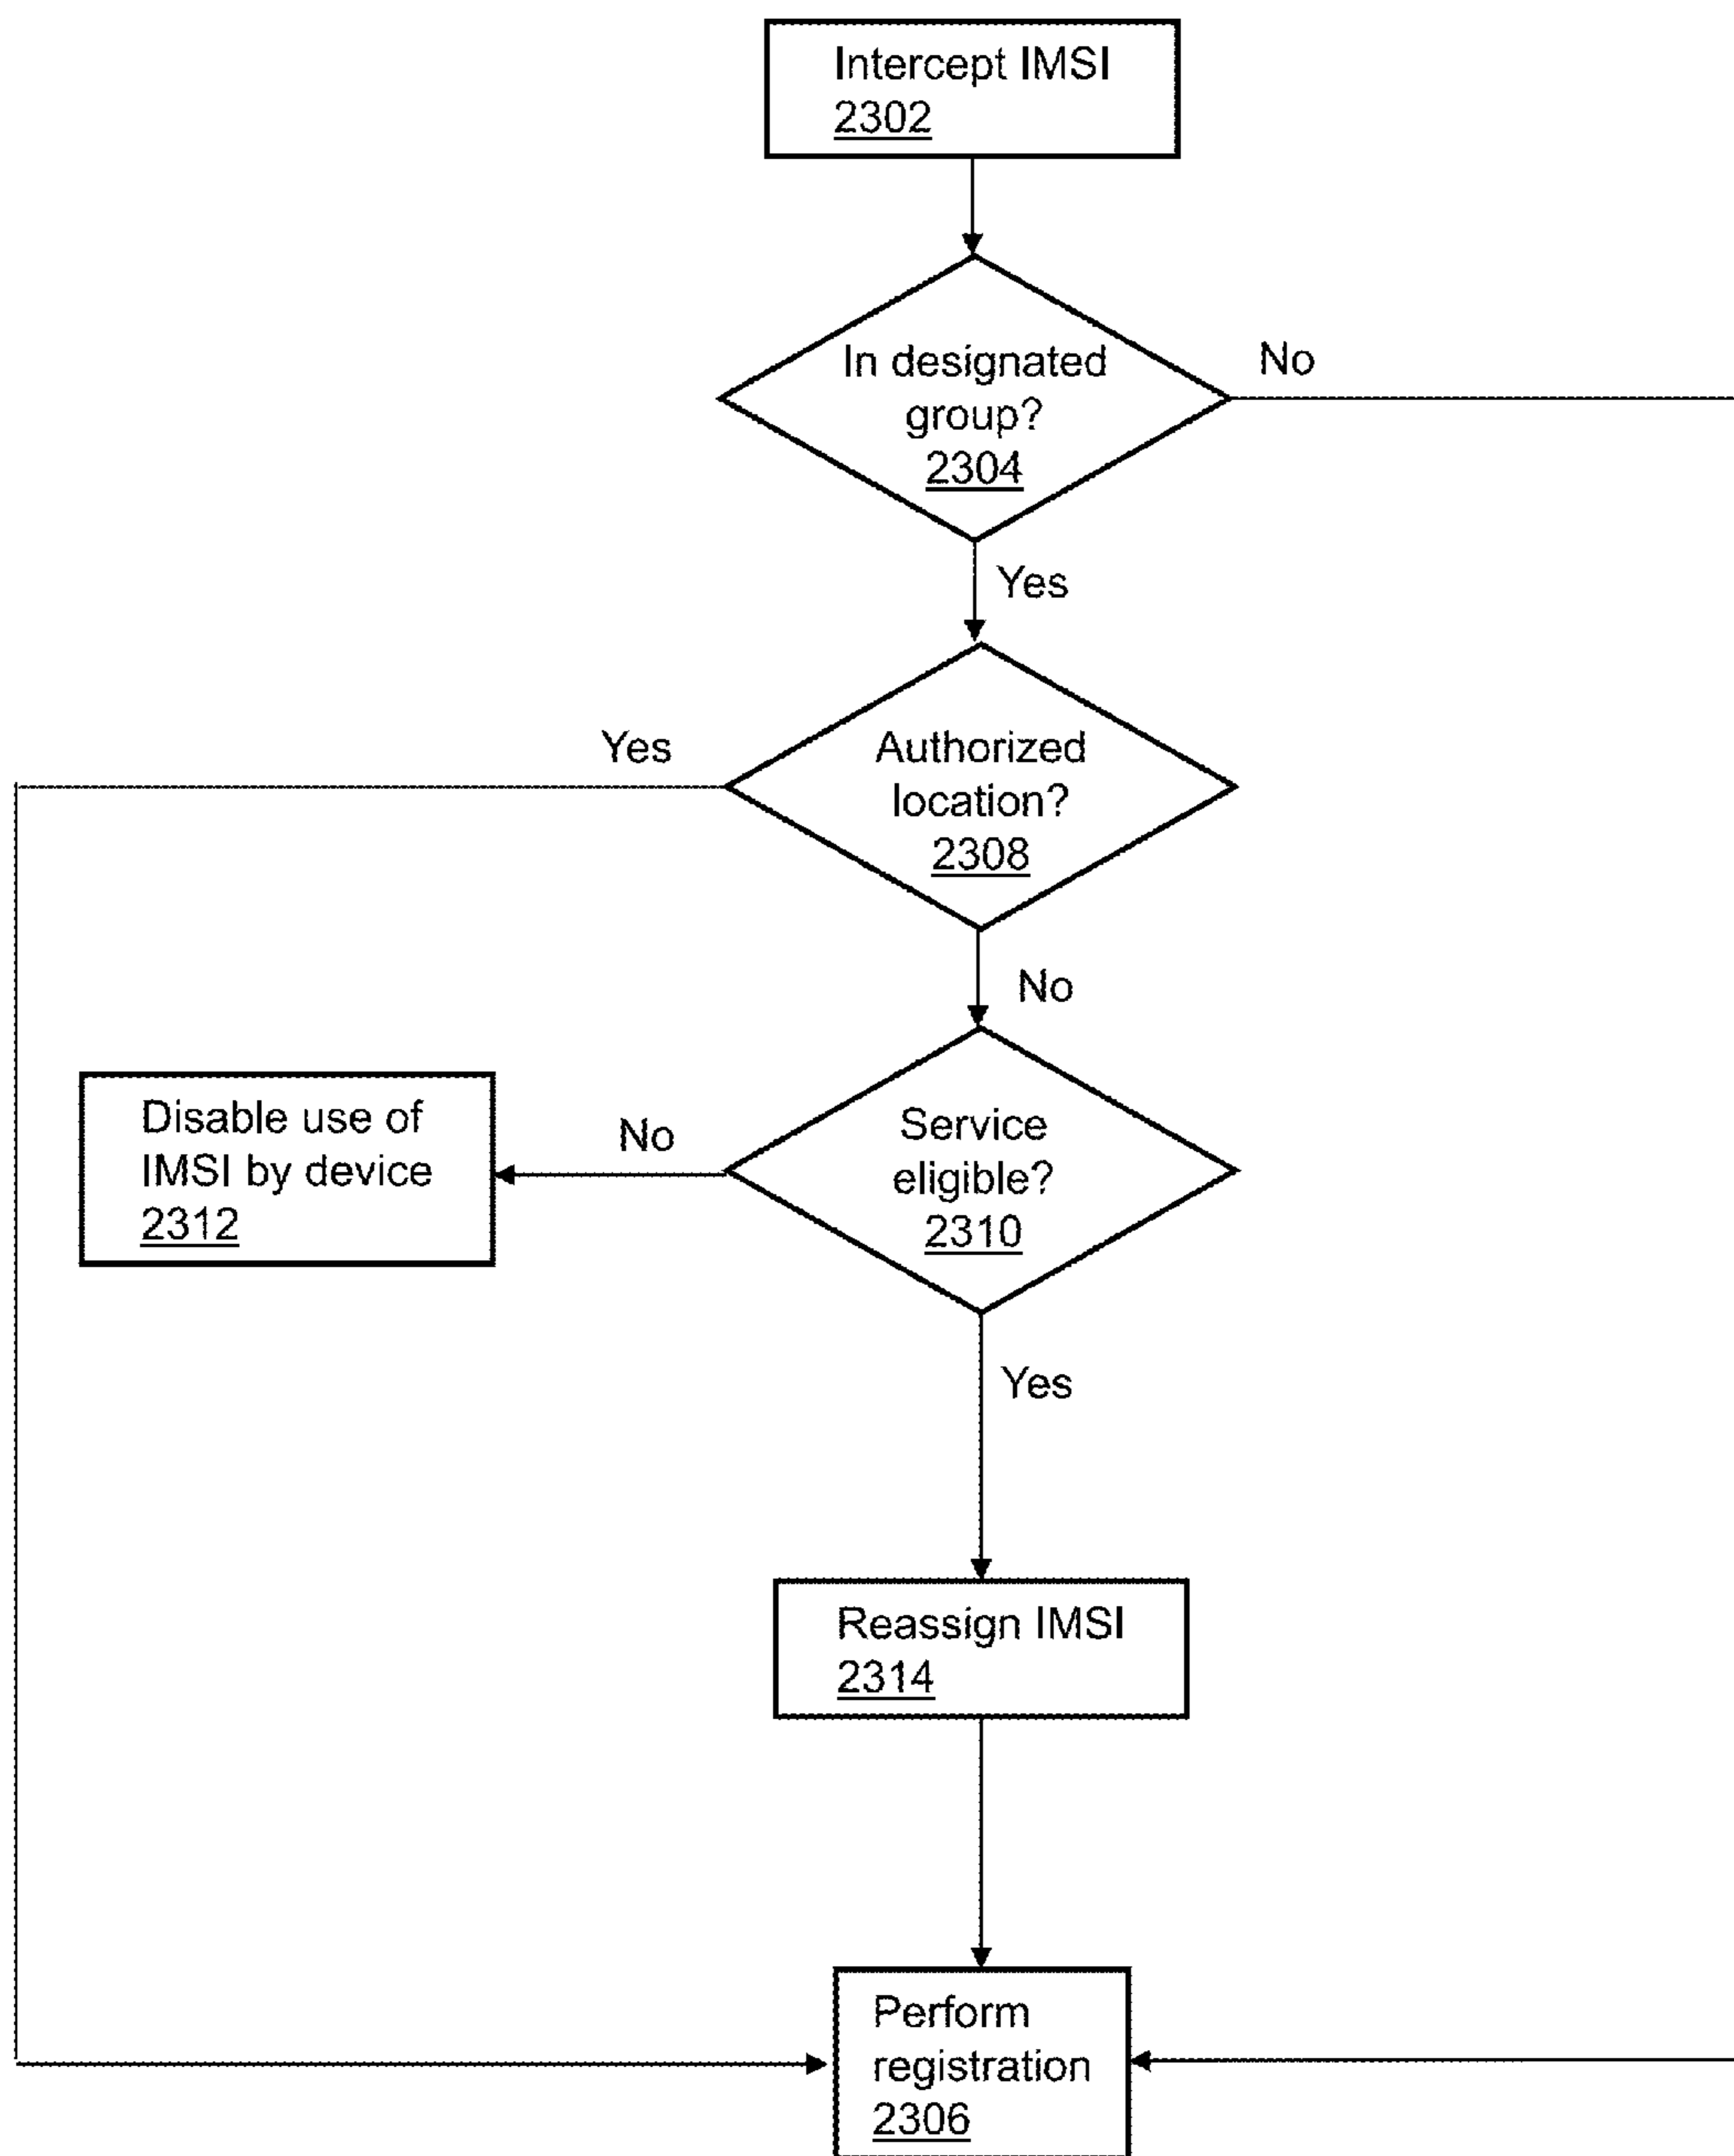 Intercept IMSI
2302
In designated
group?
2304
No
Yes
Authorized
location?
2308
Yes
No
Service
eligible?
2310
No
Disable use of
IMSI by device
2312
Yes
Reassign IMSI
2314
Perform
registration
2306